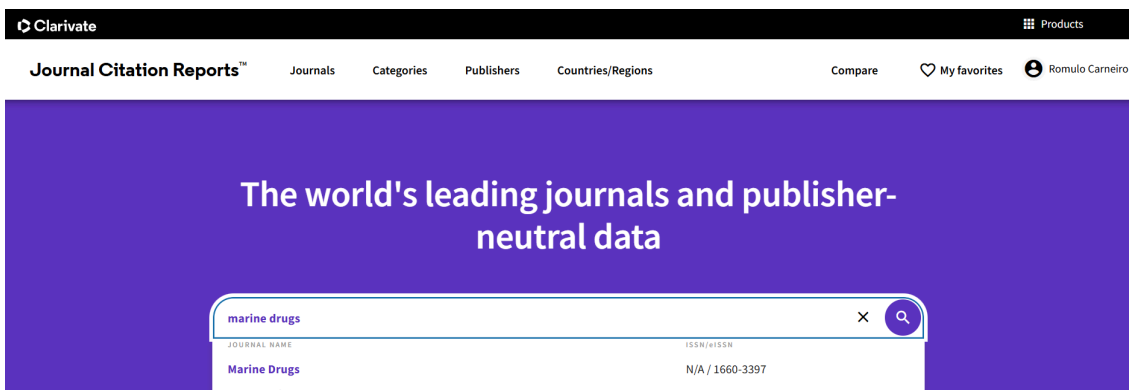 Clarivate Products
Journal Citation Reports™ Journals Categories Publishers Countries/Regions Compare My favorites Romulo Carneiro
The world's leading journals and publisher-
neutral data
marine drugs
JOURNAL NAME ISSN/eISSN
Marine Drugs N/A / 1660-3397